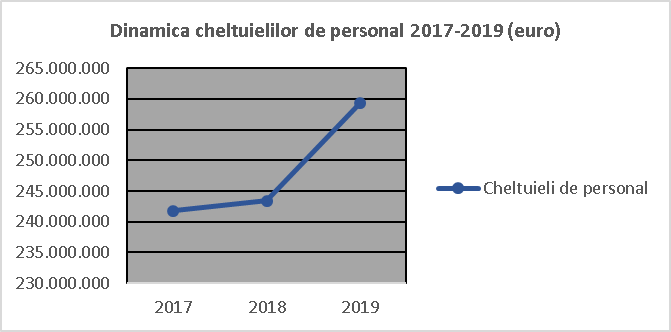 Dinamica cheltuielilor de personal 2017-2019 (euro)
265.000.000
260.000.000
255.000.000
250.000.000
245.000.000
240.000.000
235.000.000
230.000.000
2017 2018 2019
Cheltuieli de personal